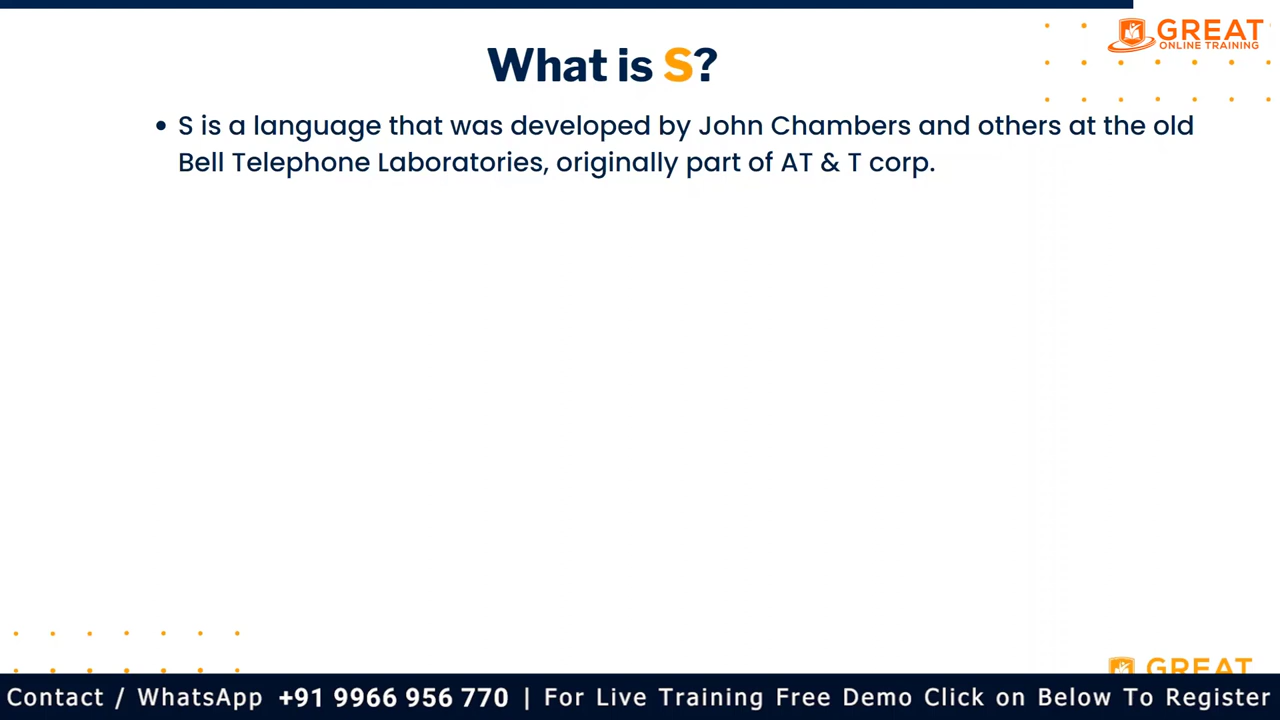 GREAT
ONLINE TRAINING
What is S?
• S is a language that was developed by John Chambers and others at the old
Bell Telephone Laboratories, originally part of AT & T corp.
GREAT
Contact / WhatsApp +91 9966 956 770 | For Live Training Free Demo Click on Below To Register